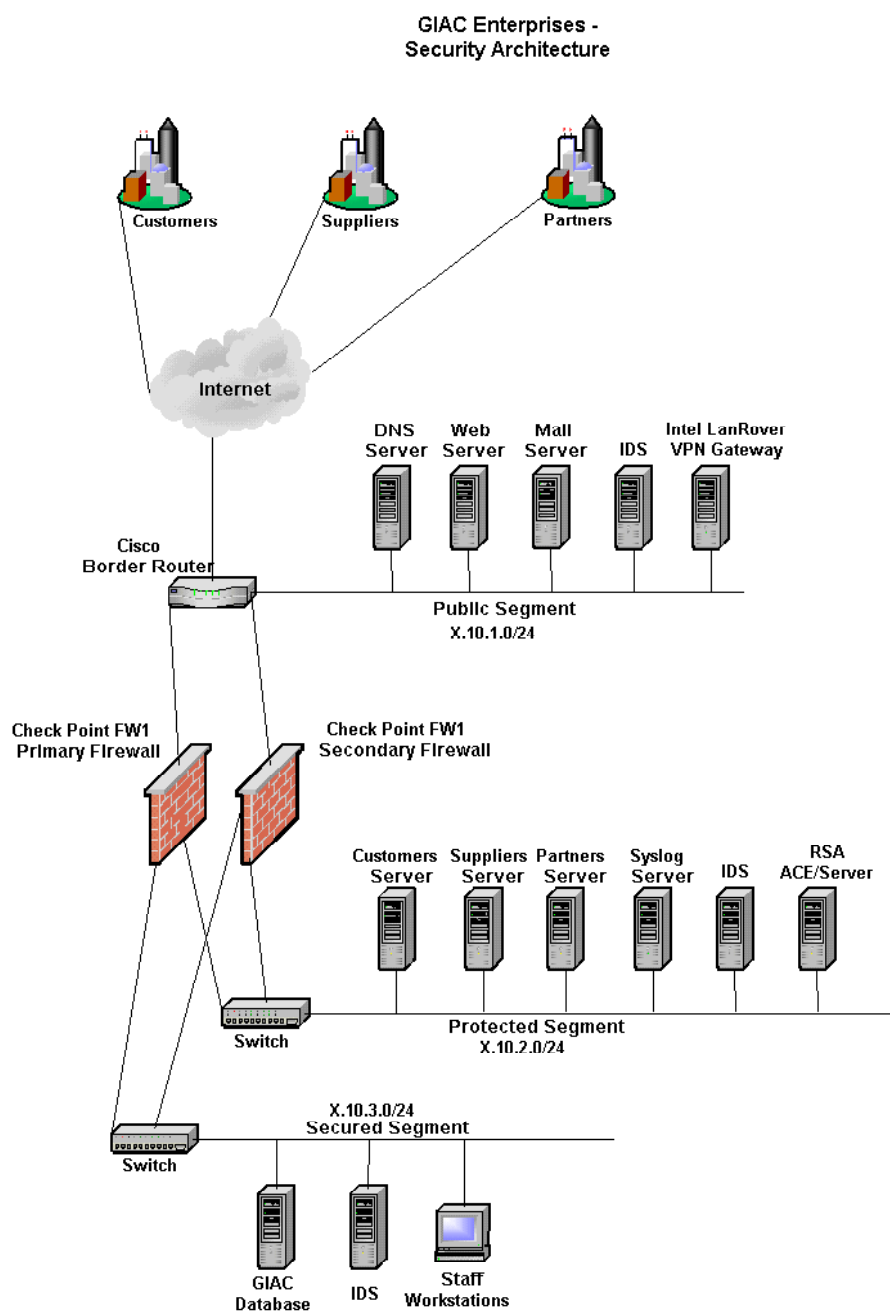 GIAC Enterprises -
Security Architecture
Customers
Suppliers
Partners
Internet
DNS
Server
Web
Server
Mail
Server
IDS
Intel LanRover
VPN Gateway
Cisco
Border Router
Public Segment
X.10.1.0/24
Check Point FW1
Primary Firewall
Check Point FW1
Secondary Firewall
Customers
Server
Suppliers
Server
Partners
Server
Syslog
Server
IDS
RSA
ACE/Server
Switch
Protected Segment
X.10.2.0/24
X.10.3.0/24
Secured Segment
Switch
GIAC
Database
IDS
Staff
Workstations